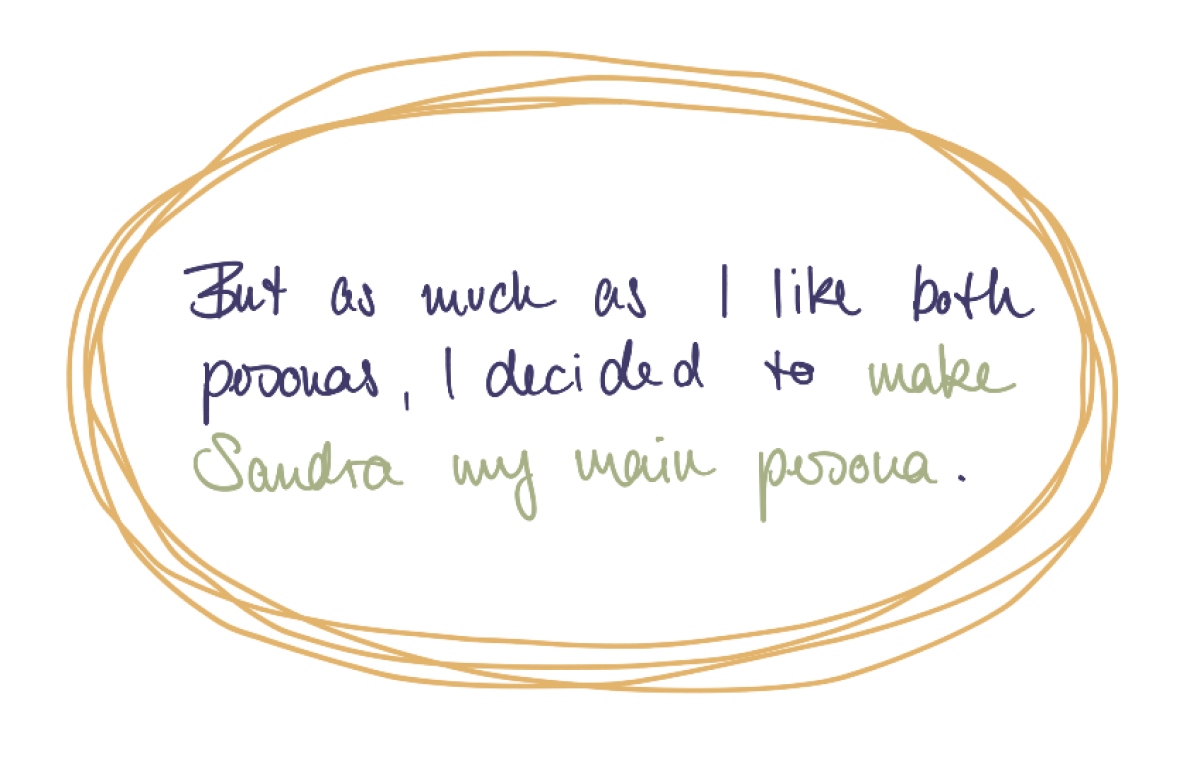 But as much as I like both
personas, I decided to make
Sandra my main persona.